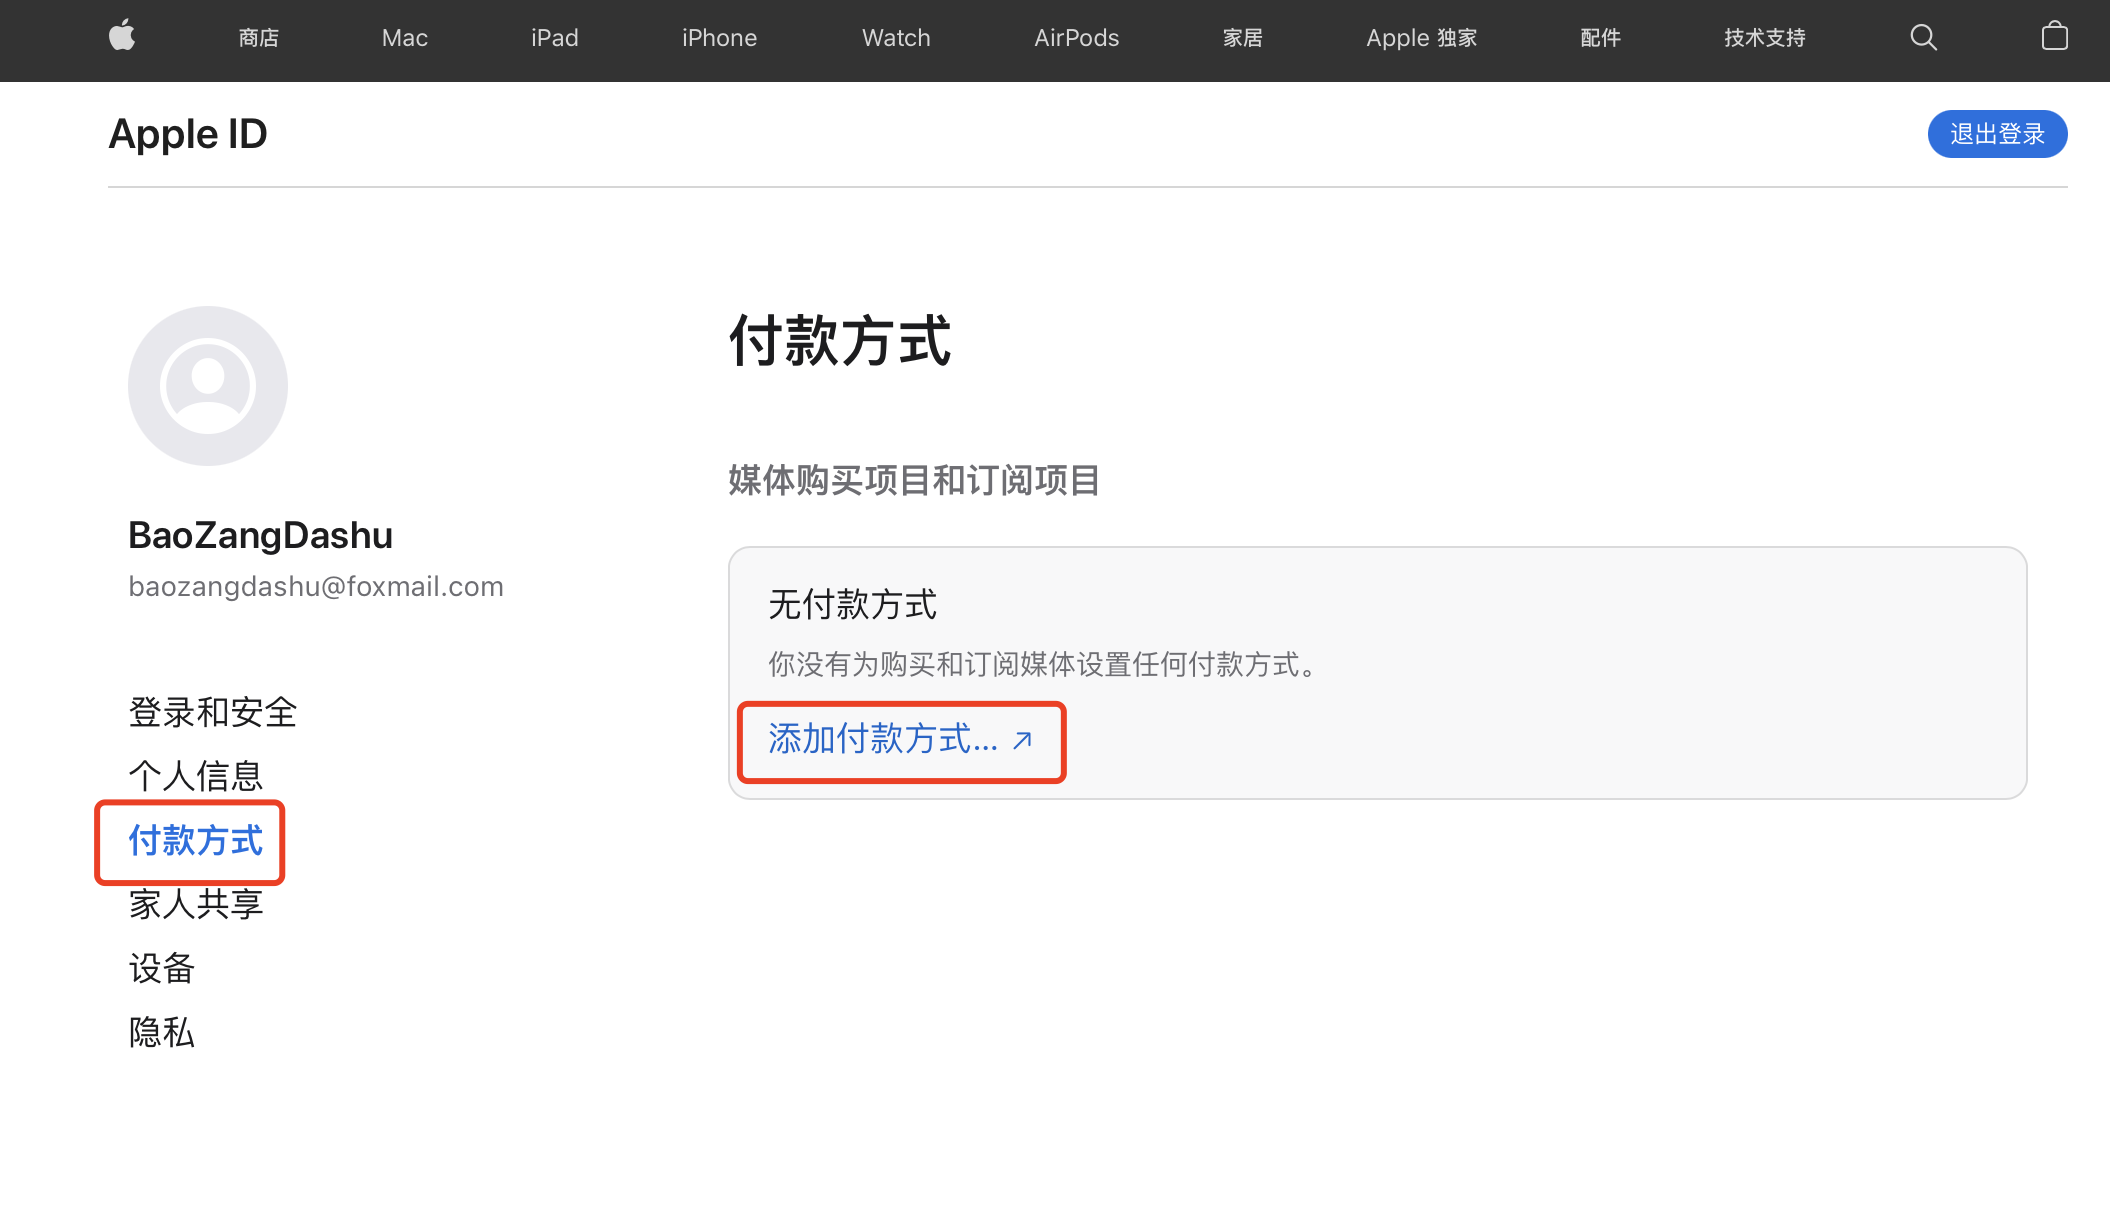 商店 Mac iPad iPhone Watch AirPods 家居 Apple 独家 配件 技术支持
Apple ID
退出登录
BaoZangDashu
baozangdashu@foxmail.com
登录和安全
个人信息
付款方式
家人共享
设备
隐私
付款方式
媒体购买项目和订阅项目
无付款方式
你没有为购买和订阅媒体设置任何付款方式。
添加付款方式... ↗